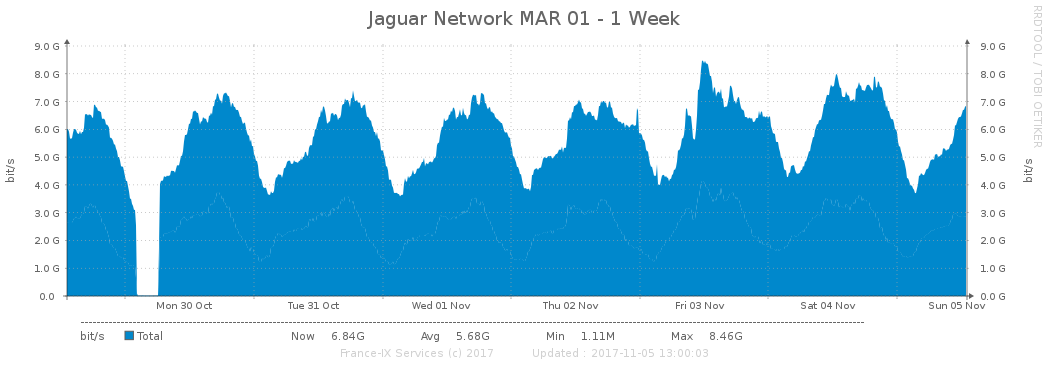 Jaguar Network MAR 01 - 1 Week
RRDTOOL / TOBI OETIKER
9.0 G 9.0 G
8.0 G 8.0 G
7.0 G 7.0 G
6.0 G 6.0 G
5.0 G 5.0 G
4.0 G 4.0 G
3.0 G 3.0 G
2.0 G 2.0 G
1.0 G 1.0 G
0.0 0.0 G
bit/s bit/s
Mon 30 Oct Tue 31 Oct Wed 01 Nov Thu 02 Nov Fri 03 Nov Sat 04 Nov Sun 05 Nov
bit/s Total Now 6.84G Avg 5.68G Min 1.11M Max 8.46G
France-IX Services (c) 2017 Updated : 2017-11-05 13:00:03